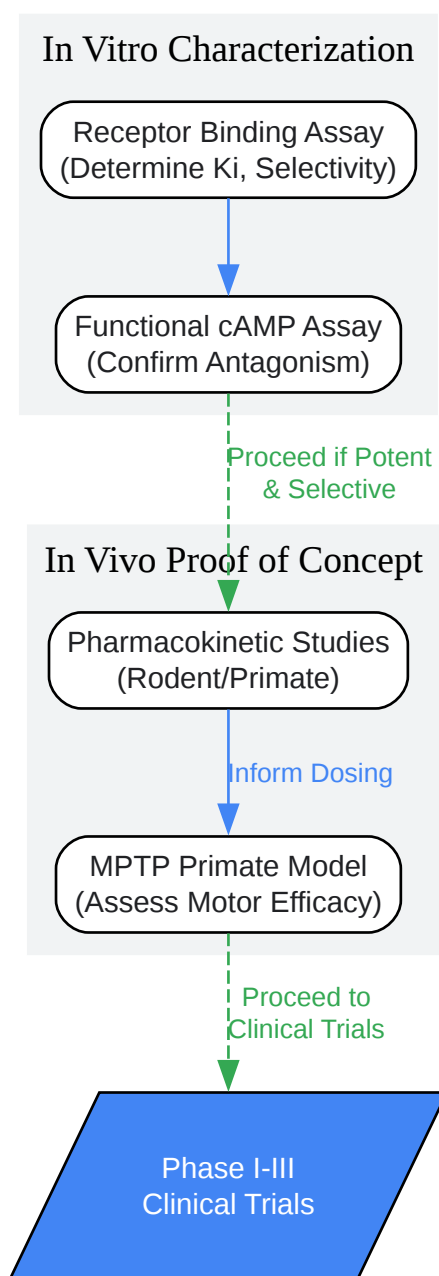 In Vitro Characterization
Receptor Binding Assay
(Determine Ki, Selectivity)
Functional cAMP Assay
(Confirm Antagonism)
Proceed if Potent
& Selective
In Vivo Proof of Concept
Pharmacokinetic Studies
(Rodent/Primate)
Inform Dosing
MPTP Primate Model
(Assess Motor Efficacy)
Proceed to
Clinical Trials
Phase I-III
Clinical Trials